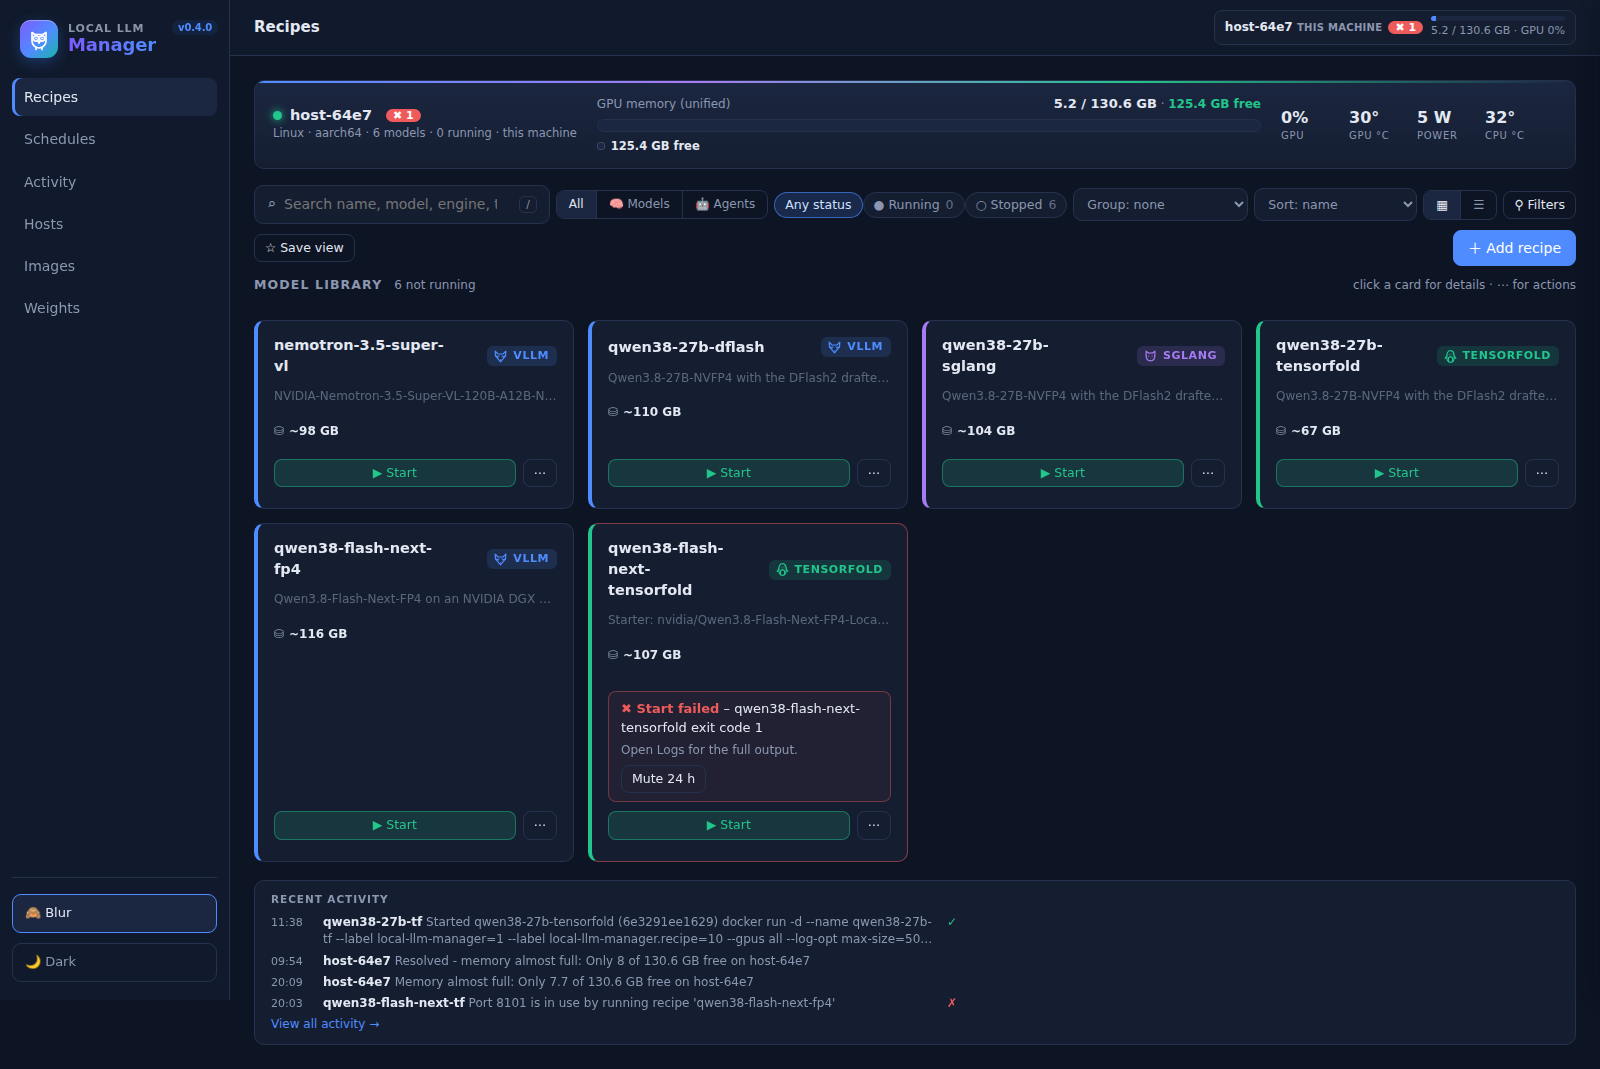 LOCAL LLM
Manager
v0.4.0
Recipes
Schedules
Activity
Hosts
Images
Weights
Blur
Dark
Recipes
host-64e7 THIS MACHINE ✖ 1 5.2 / 130.6 GB · GPU 0%
host-64e7 ✖ 1
Linux · aarch64 · 6 models · 0 running · this machine
GPU memory (unified) 5.2 / 130.6 GB · 125.4 GB free
125.4 GB free
0% GPU
30° GPU °C
5 W POWER
32° CPU °C
Search name, model, engine, t /
All Models Agents
Any status Running 0 Stopped 6
Group: none
Sort: name
Filters
☆ Save view
+ Add recipe
MODEL LIBRARY 6 not running
click a card for details · ··· for actions
nemotron-3.5-super-
vl
VLLM
NVIDIA-Nemotron-3.5-Super-VL-120B-A12B-N…
~98 GB
▶ Start ···
qwen38-27b-dflash
VLLM
Qwen3.8-27B-NVFP4 with the DFlash2 drafte…
~110 GB
▶ Start ···
qwen38-27b-
sglang
SGLANG
Qwen3.8-27B-NVFP4 with the DFlash2 drafte…
~104 GB
▶ Start ···
qwen38-27b-
tensorfold
TENSORFOLD
Qwen3.8-27B-NVFP4 with the DFlash2 drafte…
~67 GB
▶ Start ···
qwen38-flash-next-
fp4
VLLM
Qwen3.8-Flash-Next-FP4 on an NVIDIA DGX …
~116 GB
▶ Start ···
qwen38-flash-
next-
tensorfold
TENSORFOLD
Starter: nvidia/Qwen3.8-Flash-Next-FP4-Loca…
~107 GB
✖ Start failed – qwen38-flash-next-
tensorfold exit code 1
Open Logs for the full output.
Mute 24 h
▶ Start ···
RECENT ACTIVITY
11:38 qwen38-27b-tf Started qwen38-27b-tensorfold (6e3291ee1629) docker run -d --name qwen38-27b-
tf --label local-llm-manager=1 --label local-llm-manager.recipe=10 --gpus all --log-opt max-size=50… ✓
09:54 host-64e7 Resolved - memory almost full: Only 8 of 130.6 GB free on host-64e7
20:09 host-64e7 Memory almost full: Only 7.7 of 130.6 GB free on host-64e7
20:03 qwen38-flash-next-tf Port 8101 is in use by running recipe 'qwen38-flash-next-fp4' ✗
View all activity →